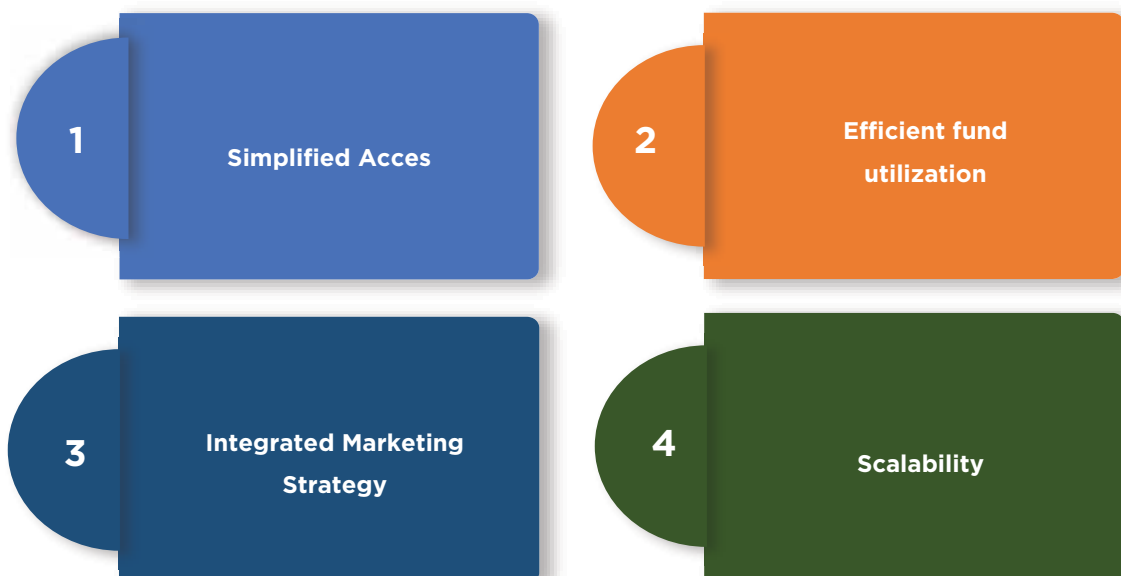 1
Simplified Acces
2
Efficient fund
utilization
3
Integrated Marketing
Strategy
4
Scalability